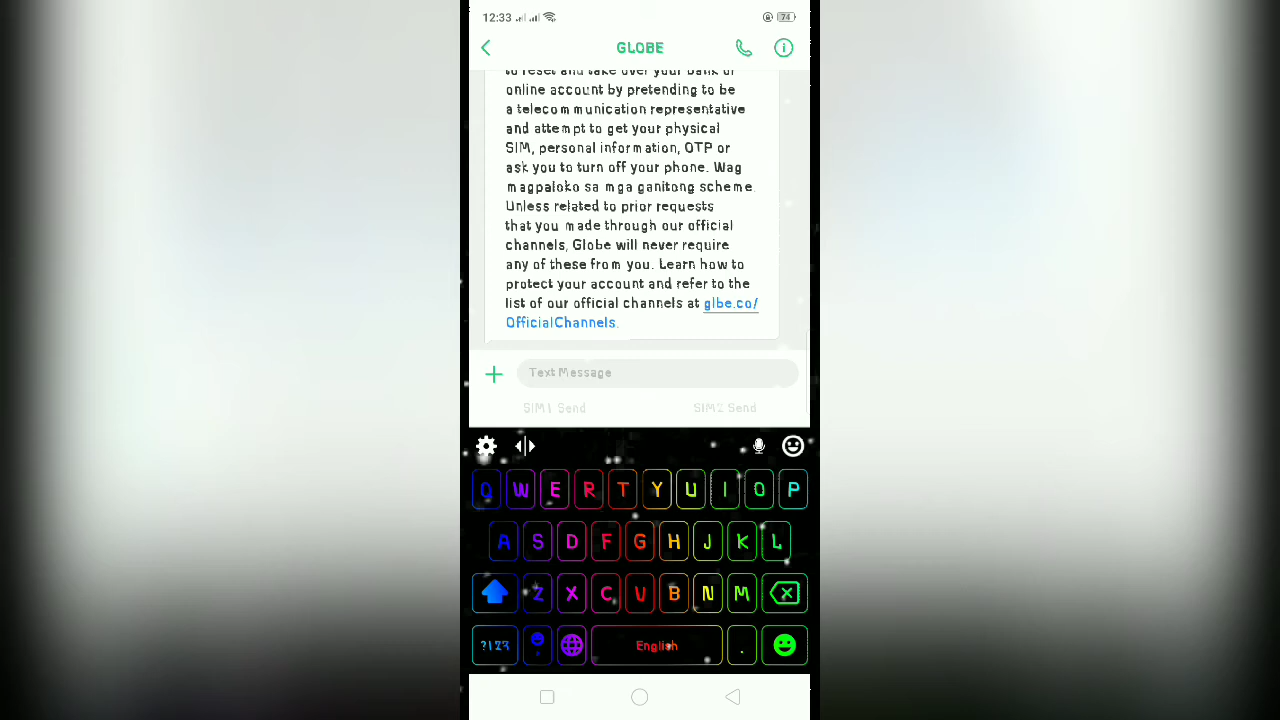 12:33
74
GLOBE
to reset and take over your bank or
online account by pretending to be
a telecommunication representative
and attempt to get your physical
SIM, personal information, OTP or
ask you to turn off your phone. Wag
magpaloko sa mga ganitong scheme.
Unless related to prior requests
that you made through our official
channels, Globe will never require
any of these from you. Learn how to
protect your account and refer to the
list of our official channels at glbe.co/
OfficialChannels.
Text Message
SIM1 Send SIM2 Send
Q W E R T Y U I O P
A S D F G H J K L
Z X C V B N M
?123 , English .